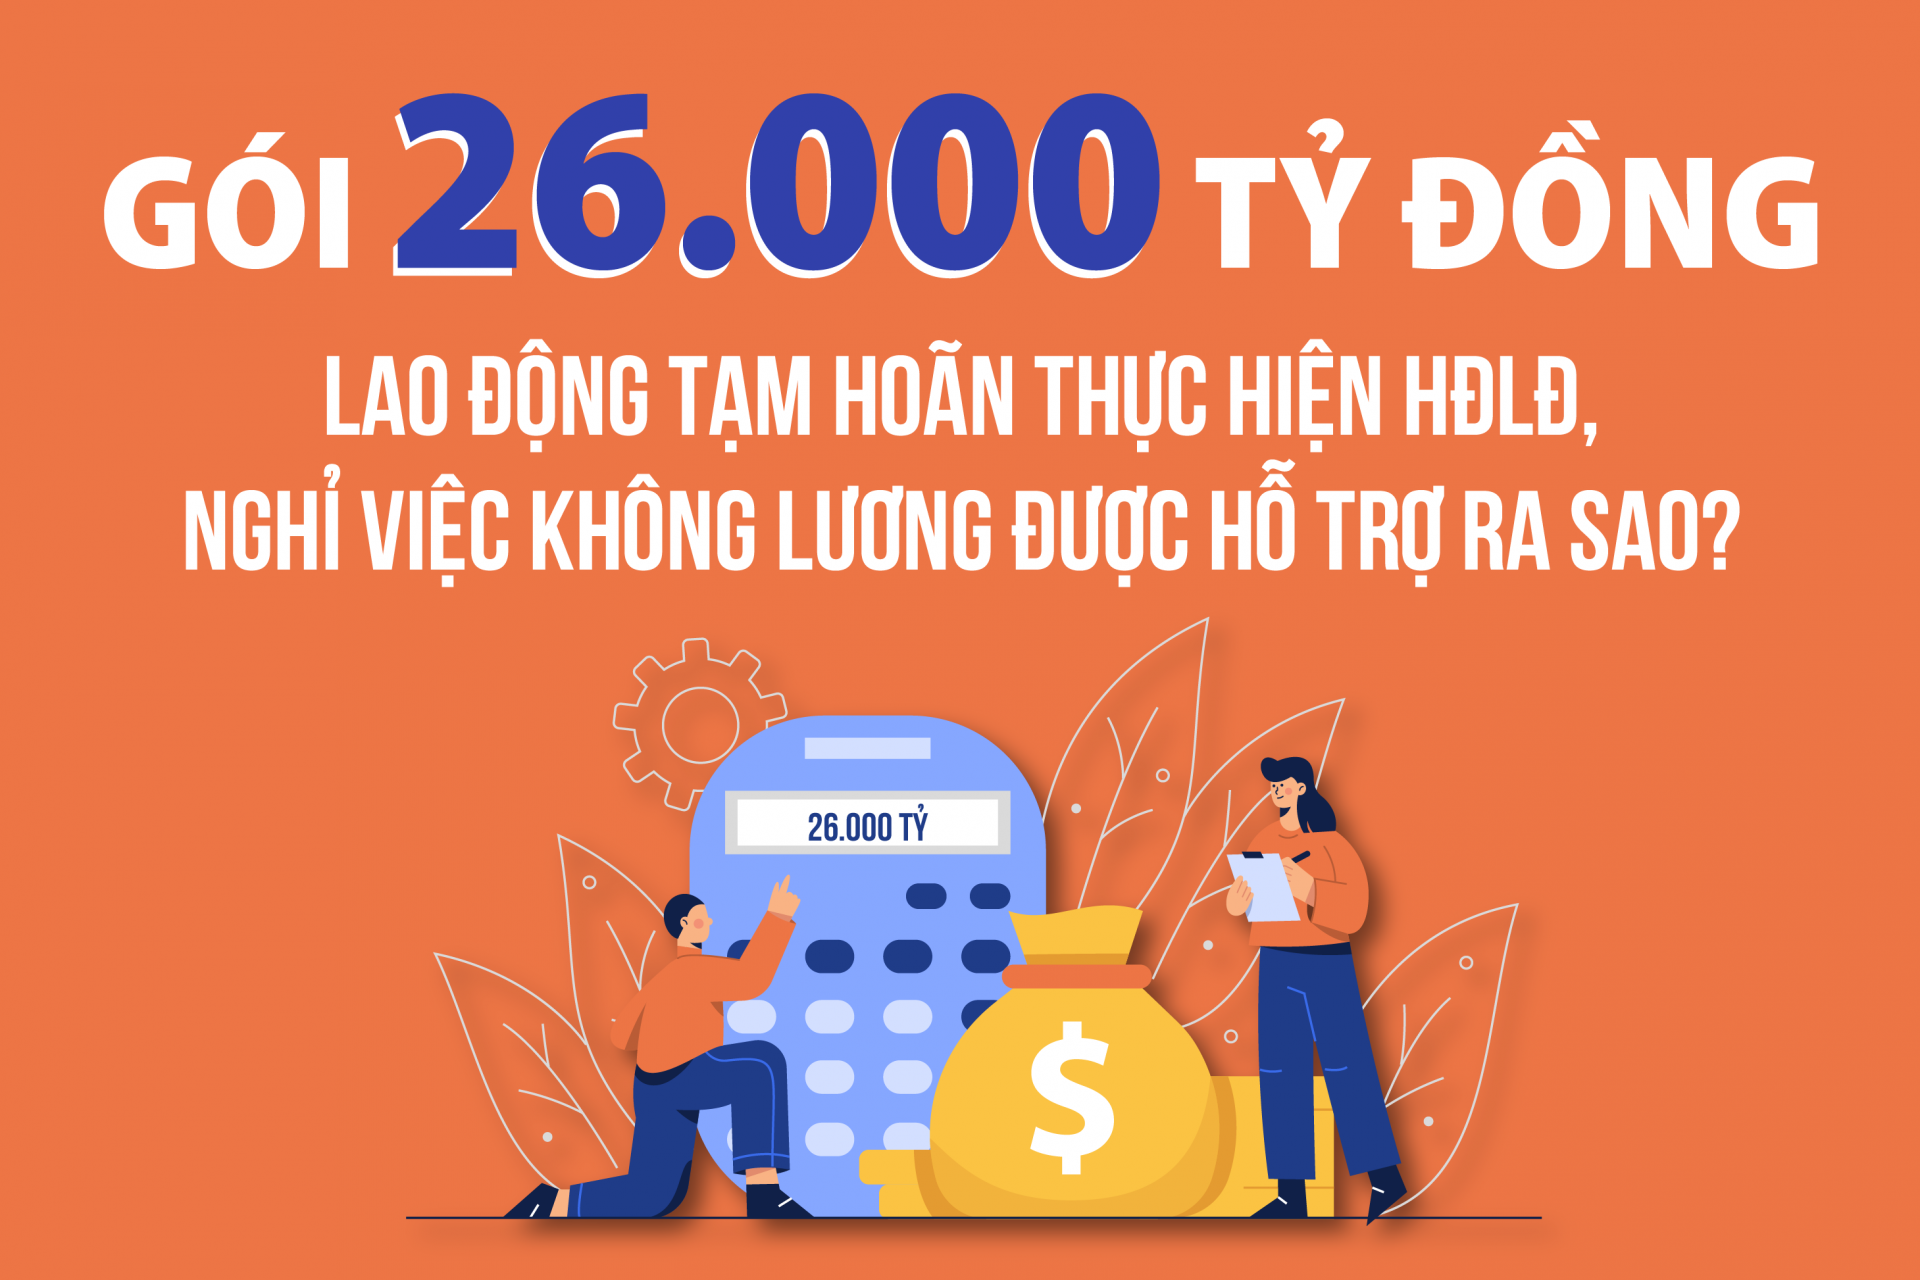 GÓI 26.000 TỶ ĐỒNG
LAO ĐỘNG TẠM HOÃN THỰC HIỆN HĐLĐ,
NGHỈ VIỆC KHÔNG LƯƠNG ĐƯỢC HỖ TRỢ RA SAO?
26.000 TỶ
$